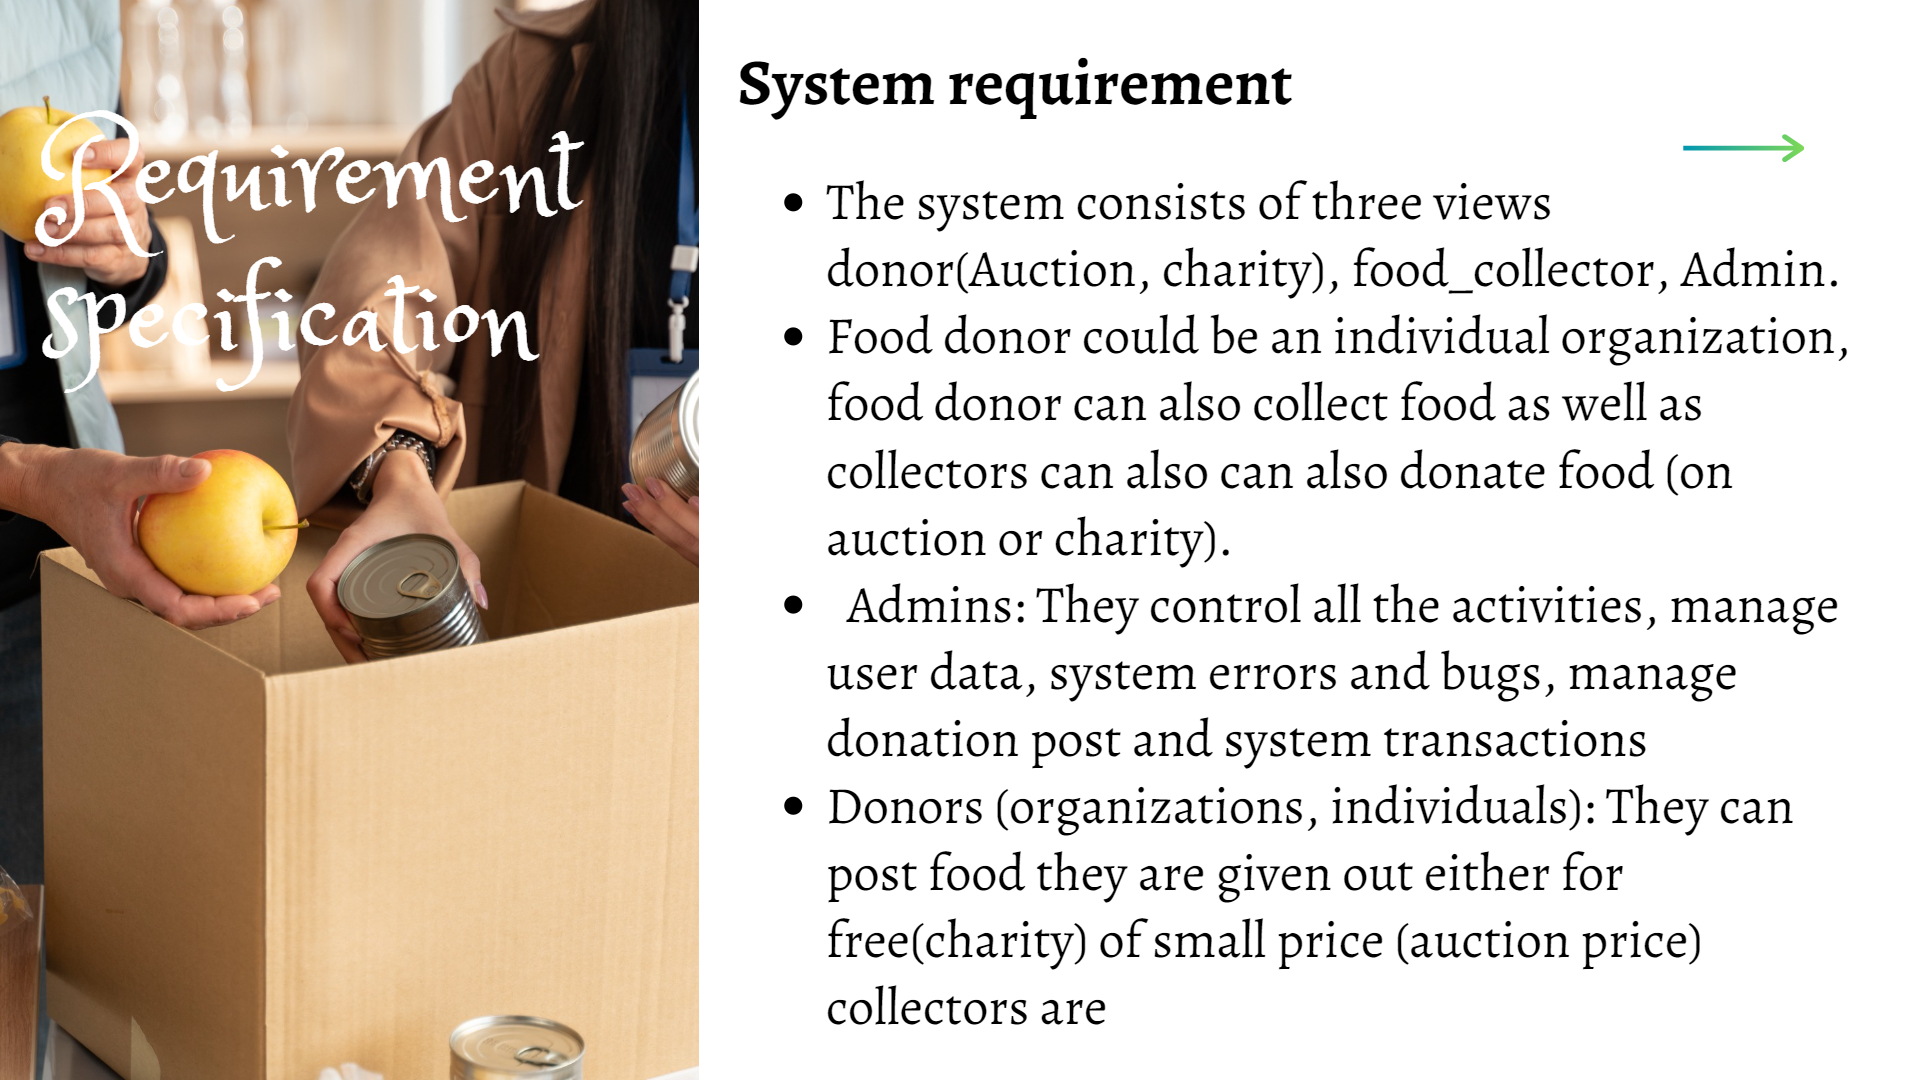 Requirement
specification
System requirement
• The system consists of three views
donor(Auction, charity), food_collector, Admin.
• Food donor could be an individual organization,
food donor can also collect food as well as
collectors can also can also donate food (on
auction or charity).
• Admins: They control all the activities, manage
user data, system errors and bugs, manage
donation post and system transactions
• Donors (organizations, individuals): They can
post food they are given out either for
free(charity) of small price (auction price)
collectors are